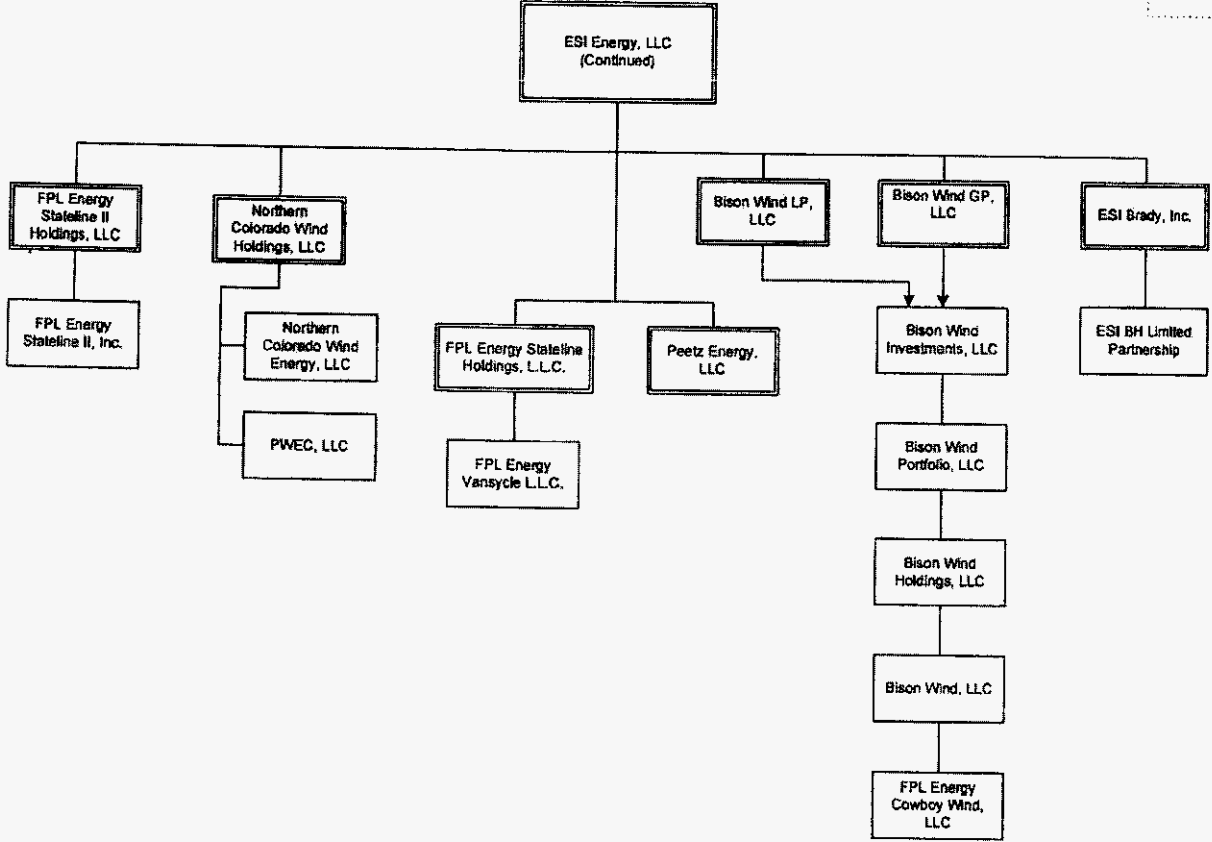 ESI Energy, LLC
(Continued)
FPL Energy
Stateline II
Holdings, LLC
Northern
Colorado Wind
Holdings, LLC
Bison Wind LP,
LLC
Bison Wind GP,
LLC
ESI Brady, Inc.
FPL Energy
Stateline II, Inc.
Northern
Colorado Wind
Energy, LLC
FPL Energy Stateline
Holdings, L.L.C.
Peetz Energy,
LLC
Bison Wind
Investments, LLC
ESI BH Limited
Partnership
PWEC, LLC
FPL Energy
Vansycle L.L.C.
Bison Wind
Portfolio, LLC
Bison Wind
Holdings, LLC
Bison Wind, LLC
FPL Energy
Cowboy Wind,
LLC